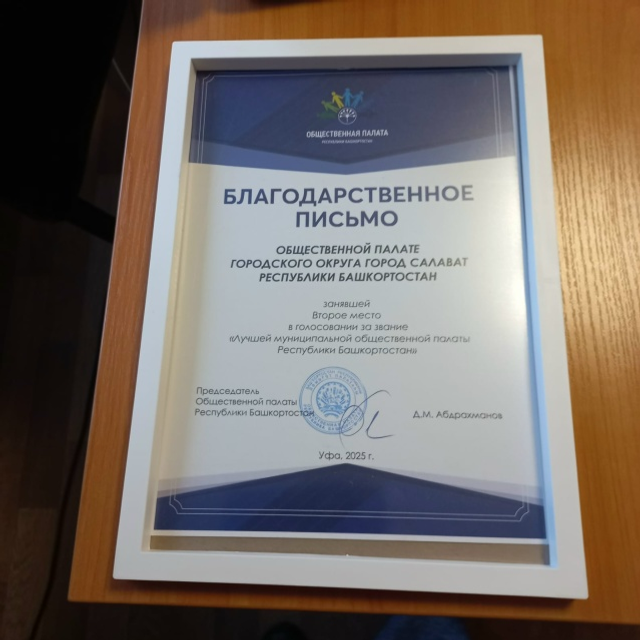 ОБЩЕСТВЕННАЯ ПАЛАТА
РЕСПУБЛИКИ БАШКОРТОСТАН
БЛАГОДАРСТВЕННОЕ
ПИСЬМО
ОБЩЕСТВЕННОЙ ПАЛАТЕ
ГОРОДСКОГО ОКРУГА ГОРОД САЛАВАТ
РЕСПУБЛИКИ БАШКОРТОСТАН
занявшей
Второе место
в голосовании за звание
«Лучшей муниципальной общественной палаты
Республики Башкортостан»
Председатель
Общественной палаты
Республики Башкортостан
Д.М. Абдрахманов
Уфа, 2025 г.